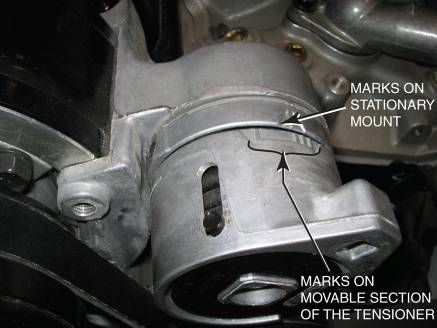 MARKS ON
STATIONARY
MOUNT
MARKS ON
MOVABLE SECTION
OF THE TENSIONER